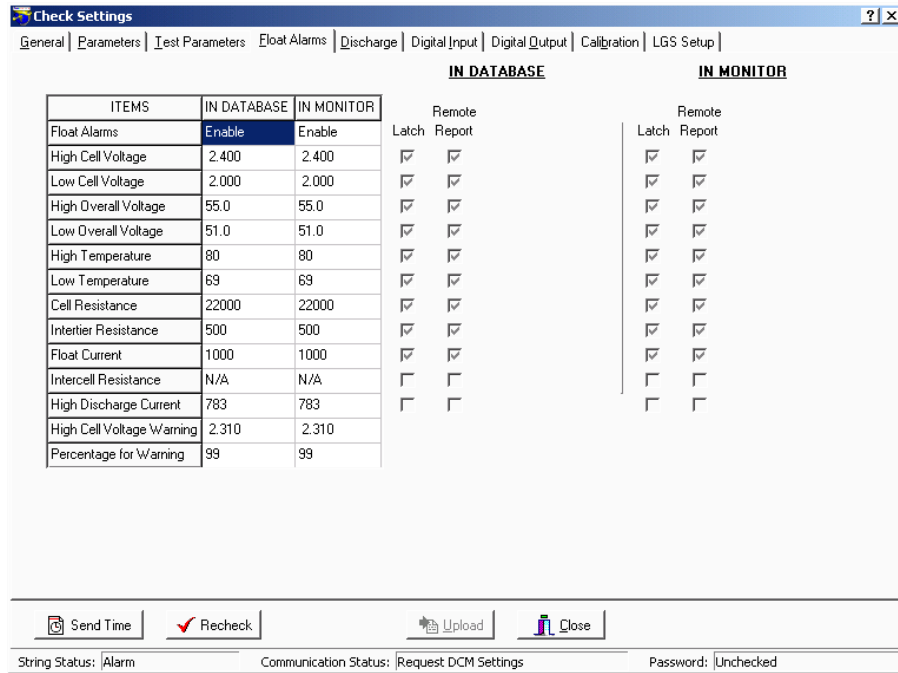 Check Settings
General Parameters Test Parameters Float Alarms Discharge Digital Input Digital Output Calibration LGS Setup
IN DATABASE IN MONITOR
ITEMS IN DATABASE IN MONITOR Latch Remote Report Latch Remote Report
Float Alarms Enable Enable
High Cell Voltage 2.400 2.400
Low Cell Voltage 2.000 2.000
High Overall Voltage 55.0 55.0
Low Overall Voltage 51.0 51.0
High Temperature 80 80
Low Temperature 69 69
Cell Resistance 22000 22000
Intertier Resistance 500 500
Float Current 1000 1000
Intercell Resistance N/A N/A
High Discharge Current 783 783
High Cell Voltage Warning 2.310 2.310
Percentage for Warning 99 99
Send Time Recheck Upload Close
String Status: Alarm Communication Status: Request DCM Settings Password: Unchecked